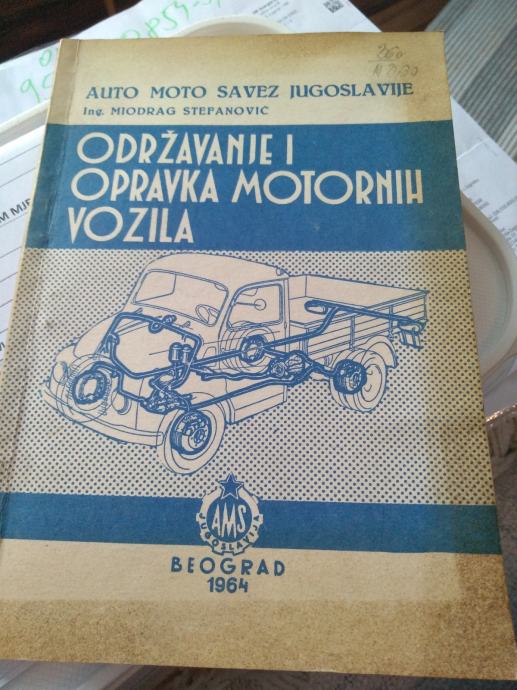 AUTO MOTO SAVEZ JUGOSLAVIJE
Ing. MIODRAG STEFANOVIĆ
ODRŽAVANJE I
OPRAVKA MOTORNIH
VOZILA
AMS
JUGOSLAVIJA
BEOGRAD
1964